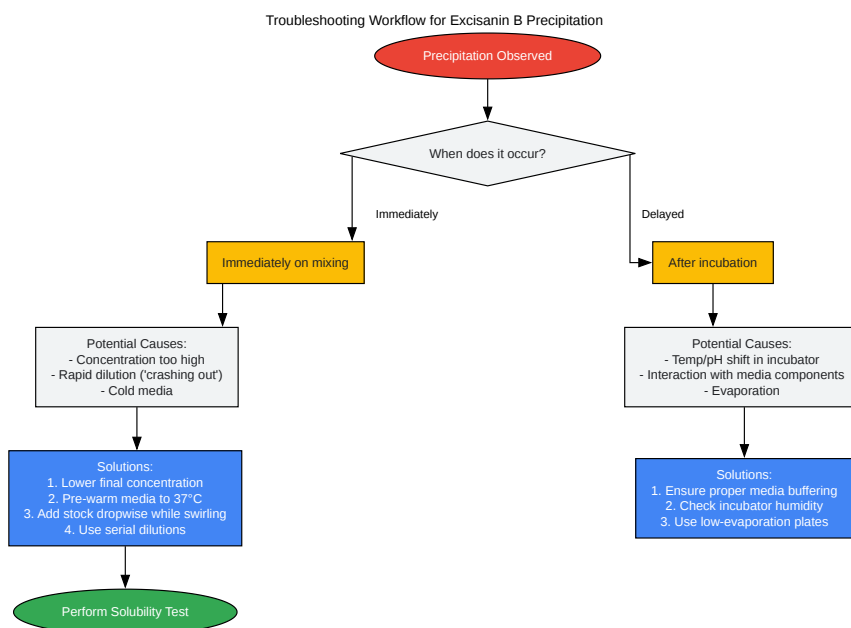 Troubleshooting Workflow for Excisanin B Precipitation
Precipitation Observed
When does it occur?
Immediately
Delayed
Immediately on mixing
After incubation
Potential Causes:
- Concentration too high
- Rapid dilution ('crashing out')
- Cold media
Potential Causes:
- Temp/pH shift in incubator
- Interaction with media components
- Evaporation
Solutions:
1. Lower final concentration
2. Pre-warm media to 37°C
3. Add stock dropwise while swirling
4. Use serial dilutions
Solutions:
1. Ensure proper media buffering
2. Check incubator humidity
3. Use low-evaporation plates
Perform Solubility Test